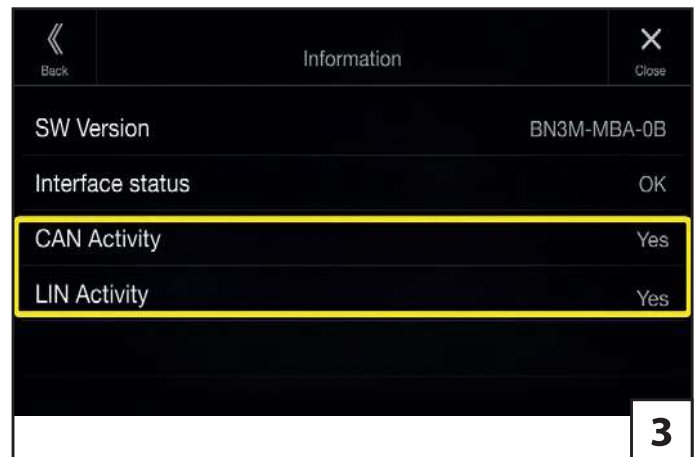 Back
Information
Close
SW Version BN3M-MBA-0B
Interface status OK
CAN Activity Yes
LIN Activity Yes
3